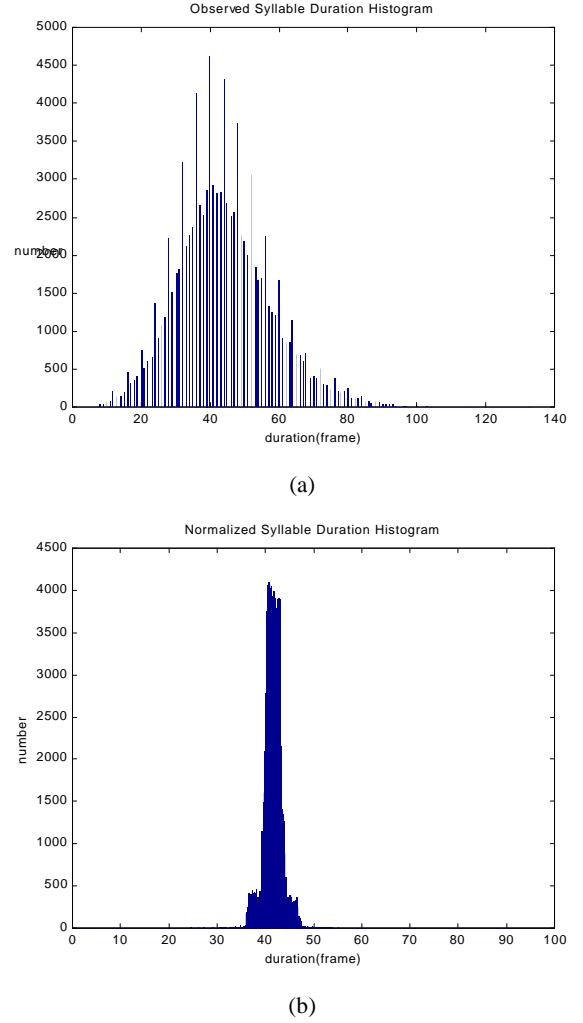 Observed Syllable Duration Histogram
5000
4500
4000
3500
3000
2500
number
2000
1500
1000
500
0
0 20 40 60 80 100 120 140
duration(frame)
(a)
Normalized Syllable Duration Histogram
4500
4000
3500
3000
2500
number
2000
1500
1000
500
0
0 10 20 30 40 50 60 70 80 90 100
duration(frame)
(b)